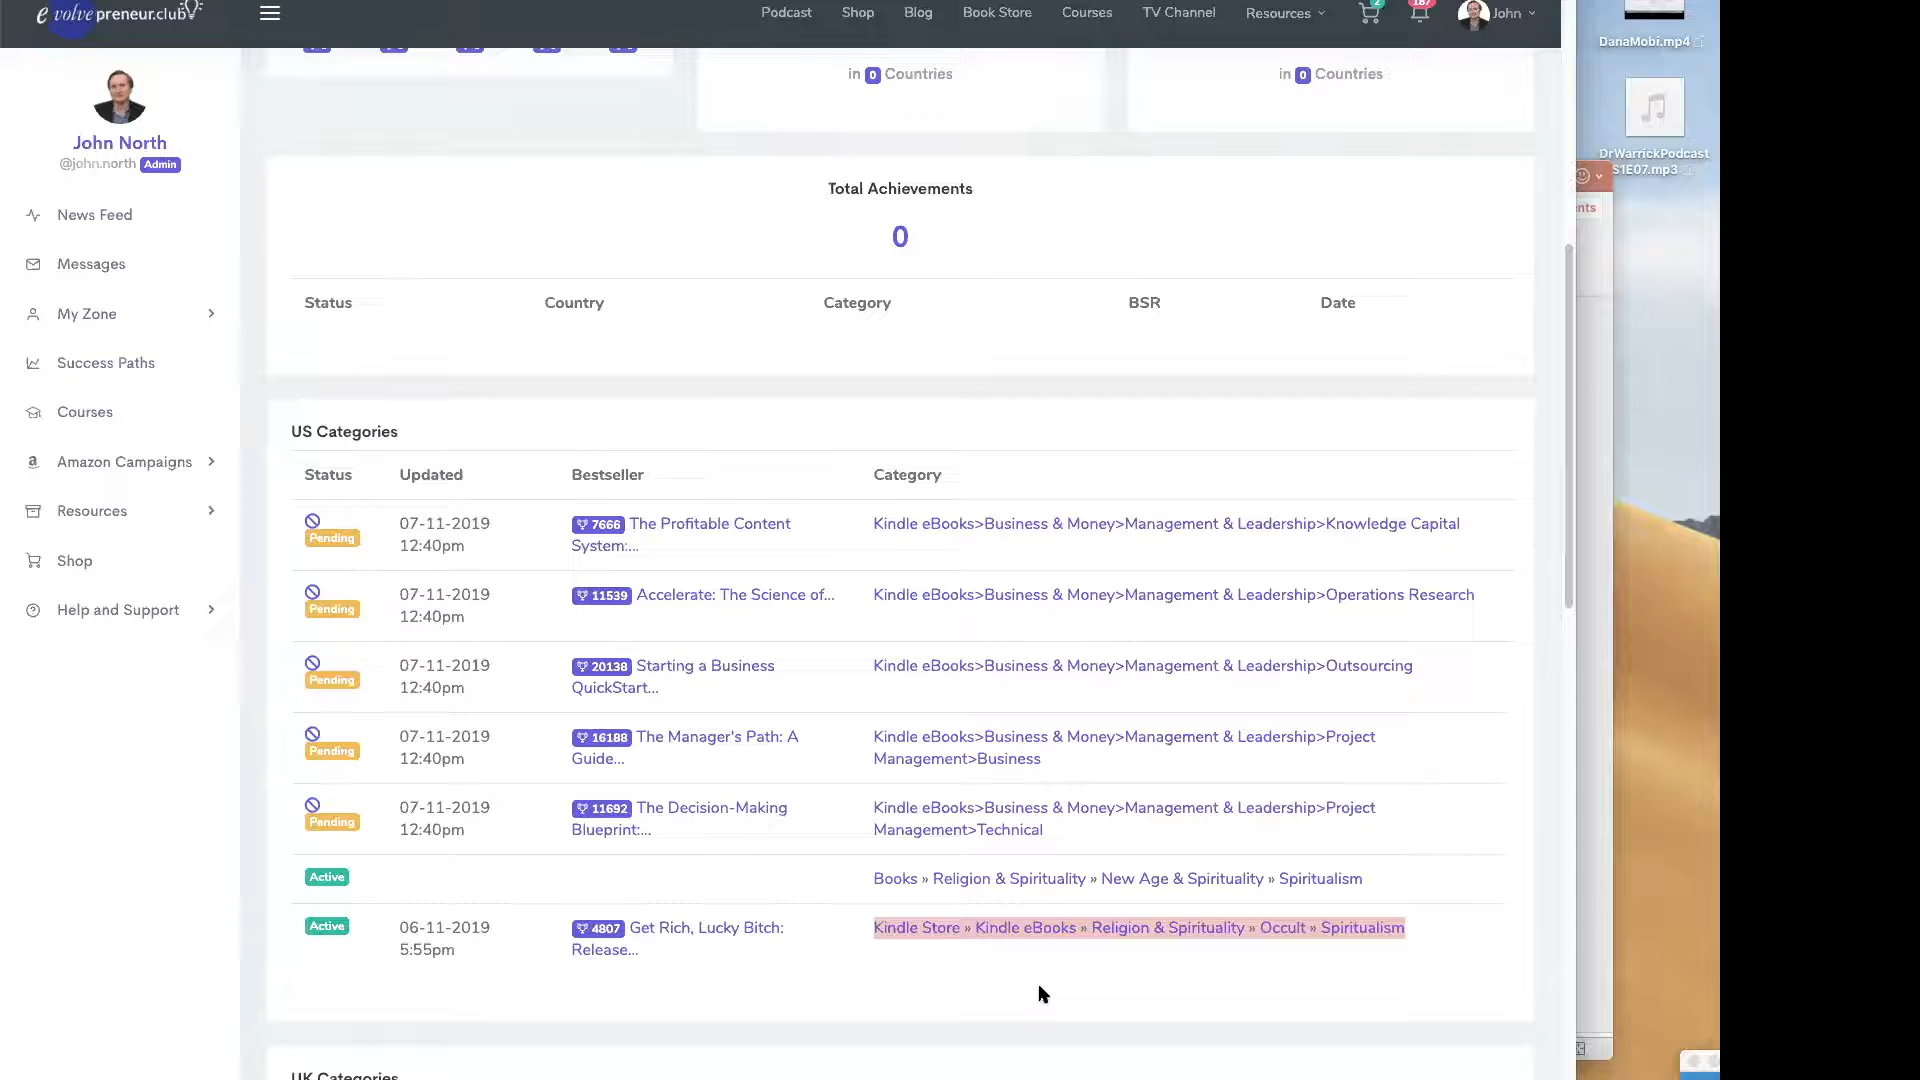 evolvepreneur.club
Podcast Shop Blog Book Store Courses TV Channel Resources 2 187 John
DanaMobi.mp4
in 0 Countries
in 0 Countries
DrWarrickPodcast
S1E07.mp3
John North
@john.north Admin
News Feed
Messages
My Zone
Success Paths
Courses
Amazon Campaigns
Resources
Shop
Help and Support
Total Achievements
0
Status Country Category BSR Date
US Categories
Status Updated Bestseller Category
Pending 07-11-2019 12:40pm 7666 The Profitable Content System:... Kindle eBooks>Business & Money>Management & Leadership>Knowledge Capital
Pending 07-11-2019 12:40pm 11539 Accelerate: The Science of... Kindle eBooks>Business & Money>Management & Leadership>Operations Research
Pending 07-11-2019 12:40pm 20138 Starting a Business QuickStart... Kindle eBooks>Business & Money>Management & Leadership>Outsourcing
Pending 07-11-2019 12:40pm 16188 The Manager's Path: A Guide... Kindle eBooks>Business & Money>Management & Leadership>Project Management>Business
Pending 07-11-2019 12:40pm 11692 The Decision-Making Blueprint:... Kindle eBooks>Business & Money>Management & Leadership>Project Management>Technical
Active Books » Religion & Spirituality » New Age & Spirituality » Spiritualism
Active 06-11-2019 5:55pm 4807 Get Rich, Lucky Bitch: Release... Kindle Store » Kindle eBooks » Religion & Spirituality » Occult » Spiritualism
UK Categories